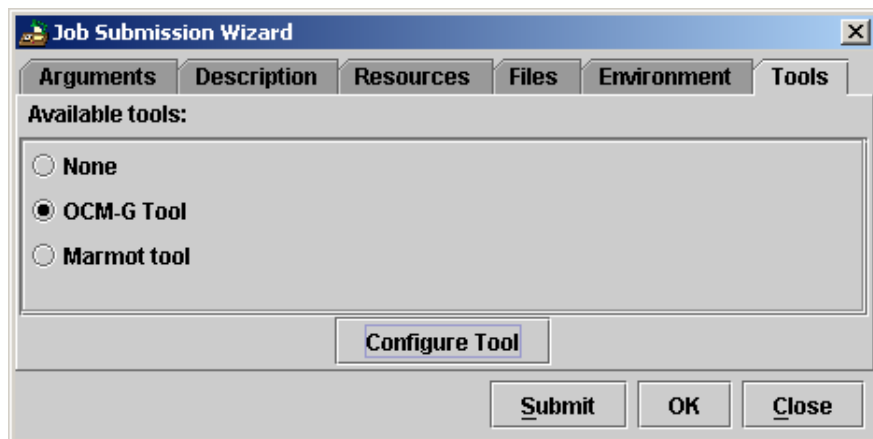 Job Submission Wizard
Arguments Description Resources Files Environment Tools
Available tools:
None
OCM-G Tool
Marmot tool
Configure Tool
Submit OK Close